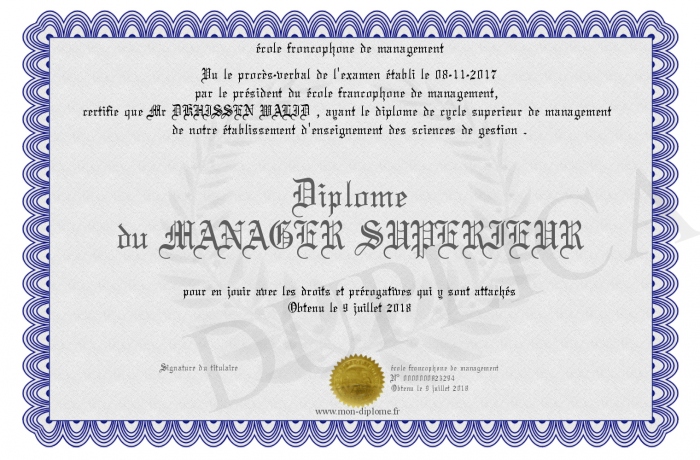 école froncophone de management
Vu le procès-verbal de l'examen établi le 08-11-2017
par le président du école francophone de management,
certifie que Mr DKHISSEN WALID , ayant le diplome de cycle superieur de management
de notre établissement d'enseignement des sciences de gestion .
Diplome
du MANAGER SUPERIEUR
pour en jouir avec les droits et prérogatives qui y sont attachés
Obtenu le 9 juillet 2018
Signature du titulaire
école froncophone de management
N° 0000000823294
Obtenu le 9 juillet 2018
www.mon-diplome.fr
DUPLICA